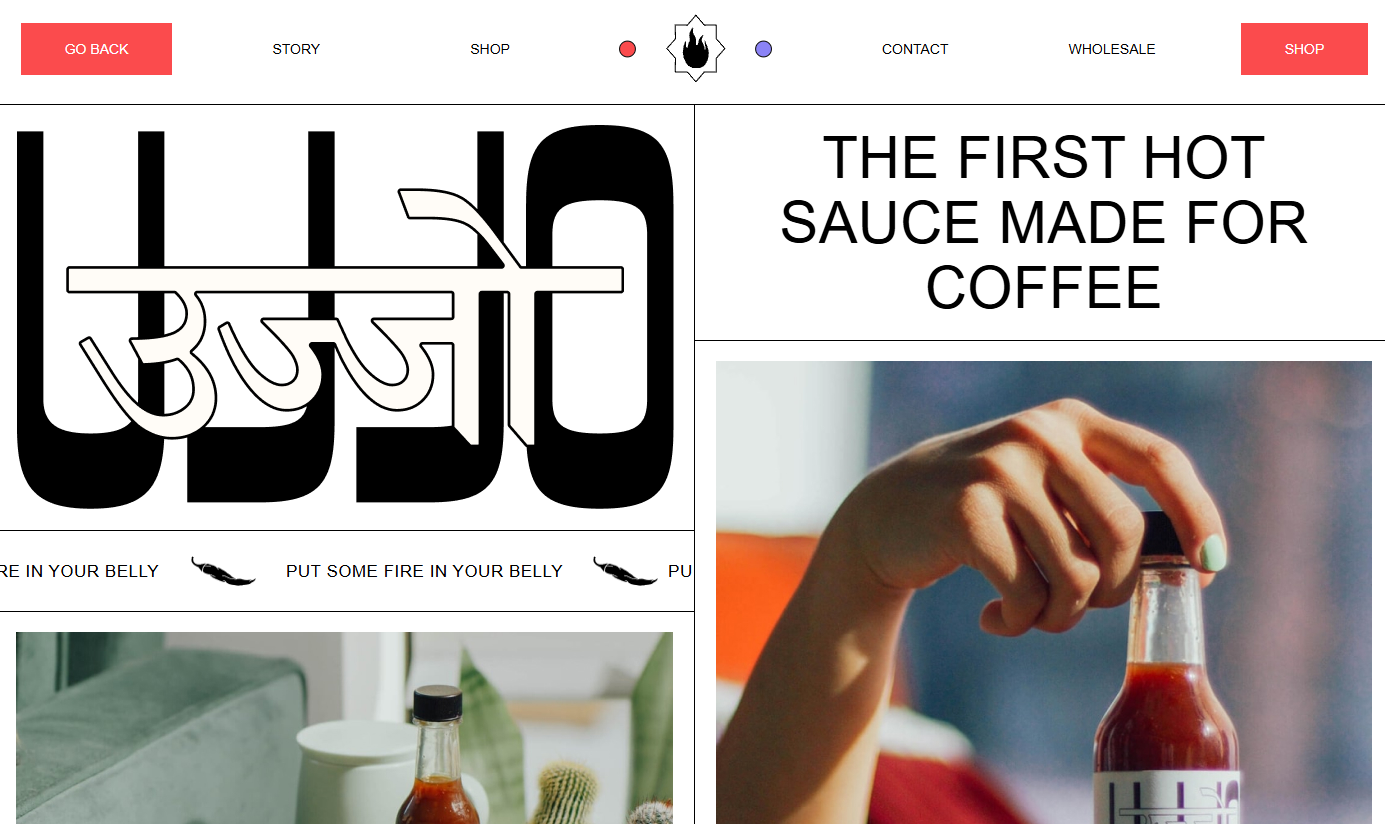 GO BACK
STORY
SHOP
CONTACT
WHOLESALE
SHOP
UJJO
उज्जो
RE IN YOUR BELLY
PUT SOME FIRE IN YOUR BELLY
PU
THE FIRST HOT
SAUCE MADE FOR
COFFEE